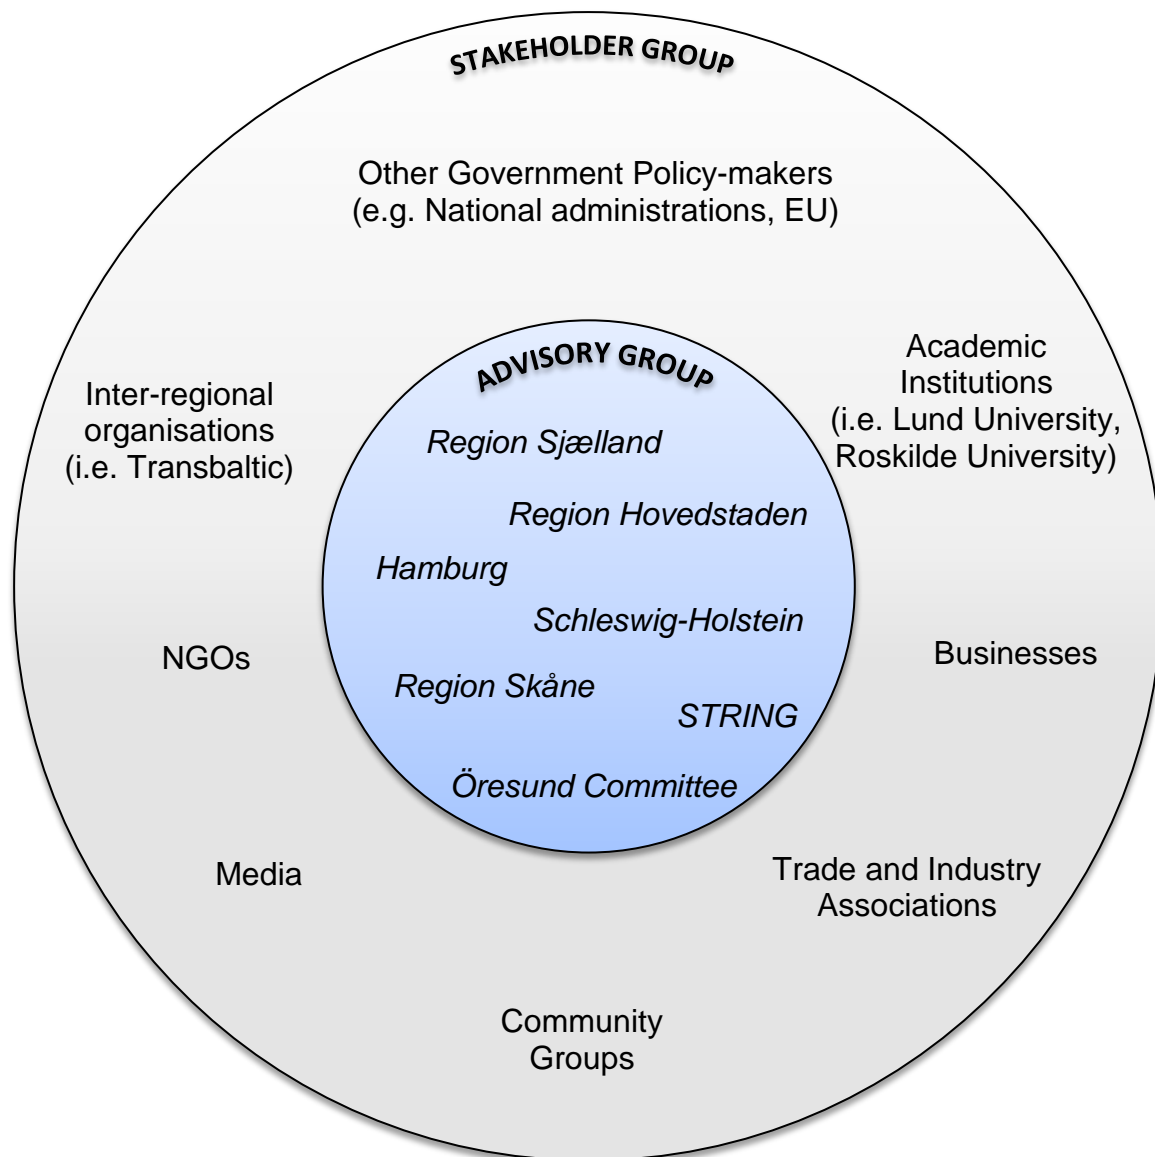 STAKEHOLDER GROUP
Other Government Policy-makers
(e.g. National administrations, EU)
Inter-regional
organisations
(i.e. Transbaltic)
Academic
Institutions
(i.e. Lund University,
Roskilde University)
ADVISORY GROUP
Region Sjælland
Region Hovedstaden
Hamburg
Schleswig-Holstein
Region Skåne
STRING
Öresund Committee
NGOs
Businesses
Media
Trade and Industry
Associations
Community
Groups